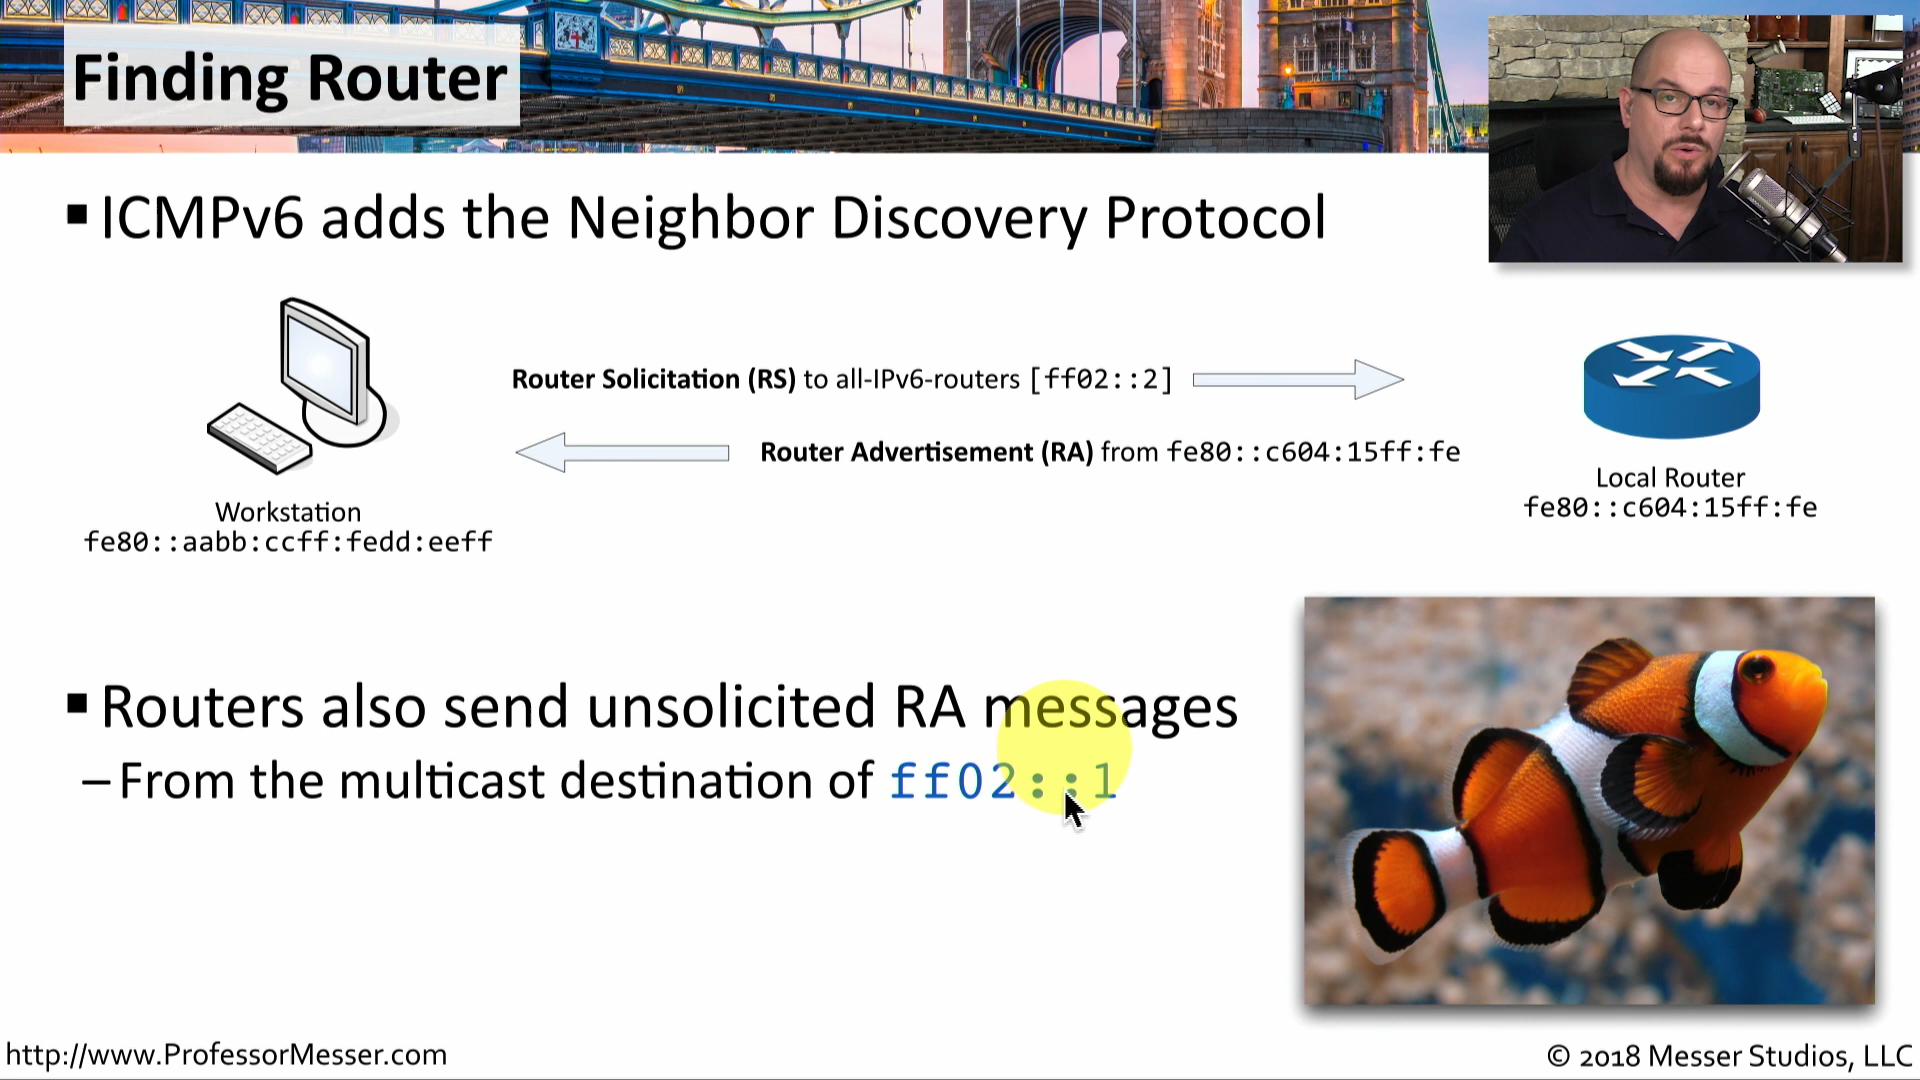 Finding Router
▪ ICMPv6 adds the Neighbor Discovery Protocol
Router Solicitation (RS) to all-IPv6-routers [ff02::2]
Router Advertisement (RA) from fe80::c604:15ff:fe
Workstation
fe80::aabb:ccff:fedd:eeff
Local Router
fe80::c604:15ff:fe
▪ Routers also send unsolicited RA messages
– From the multicast destination of ff02::1
http://www.ProfessorMesser.com
© 2018 Messer Studios, LLC